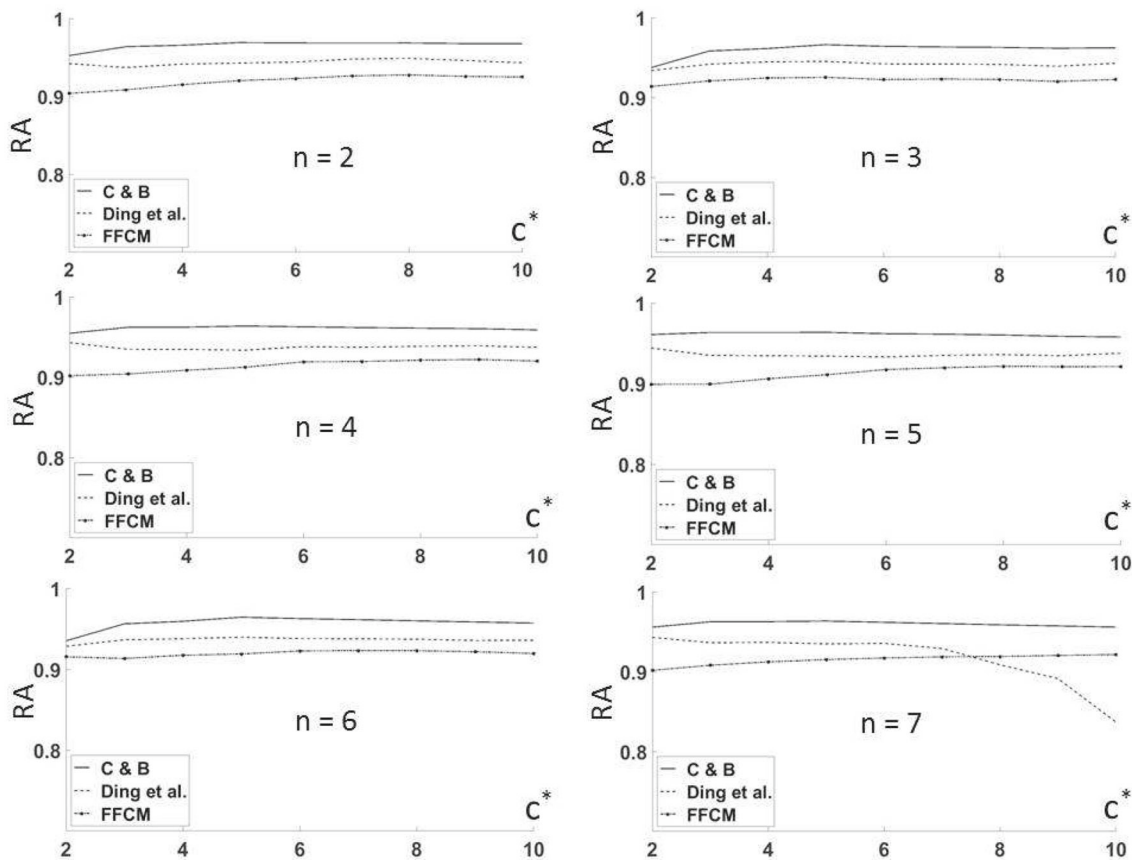 1
0.9
RA
n = 2
0.8
C & B
Ding et al.
FFCM
C*
2 4 6 8 10
1
0.9
RA
n = 3
0.8
C & B
Ding et al.
FFCM
C*
2 4 6 8 10
1
0.9
RA
n = 4
0.8
C & B
Ding et al.
FFCM
C*
2 4 6 8 10
1
0.9
RA
n = 5
0.8
C & B
Ding et al.
FFCM
C*
2 4 6 8 10
1
0.9
RA
n = 6
0.8
C & B
Ding et al.
FFCM
C*
2 4 6 8 10
1
0.9
RA
n = 7
0.8
C & B
Ding et al.
FFCM
C*
2 4 6 8 10